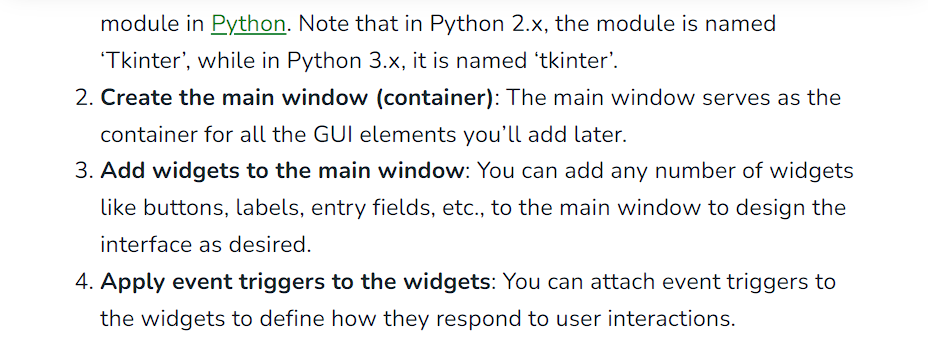 module in Python. Note that in Python 2.x, the module is named
‘Tkinter’, while in Python 3.x, it is named ‘tkinter’.
2. Create the main window (container): The main window serves as the
container for all the GUI elements you’ll add later.
3. Add widgets to the main window: You can add any number of widgets
like buttons, labels, entry fields, etc., to the main window to design the
interface as desired.
4. Apply event triggers to the widgets: You can attach event triggers to
the widgets to define how they respond to user interactions.